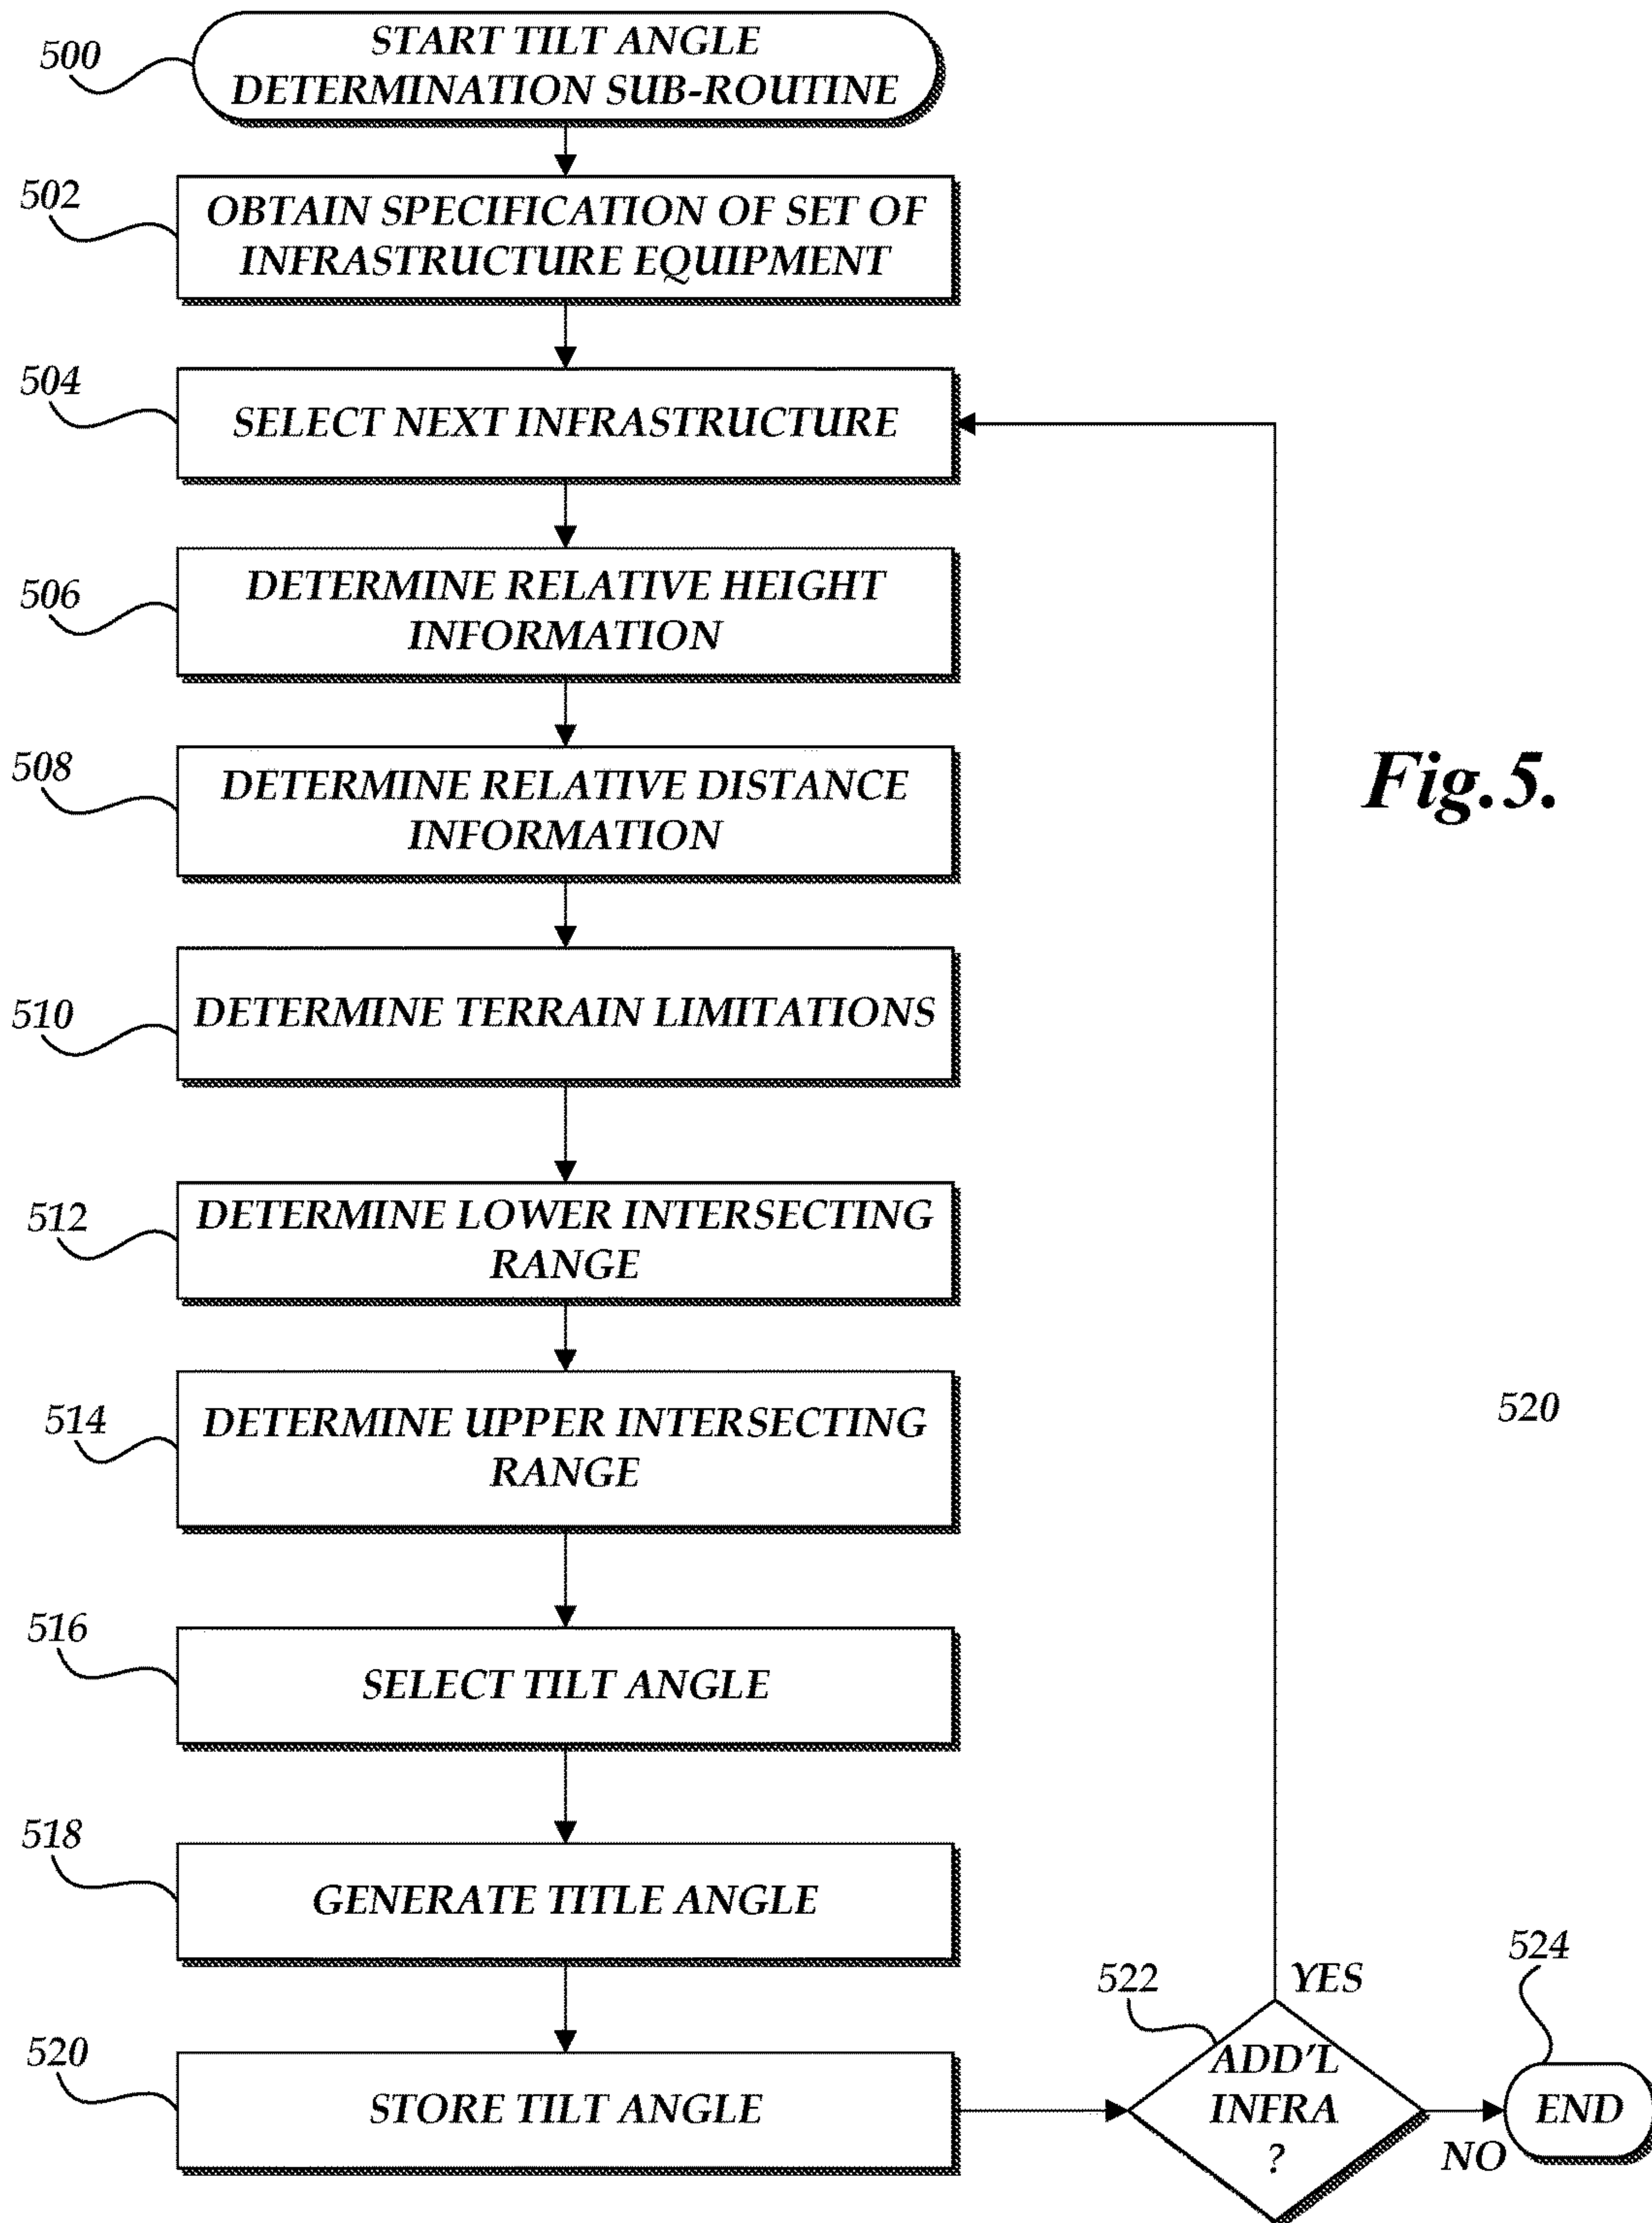 500
START TILT ANGLE
DETERMINATION SUB-ROUTINE
502
OBTAIN SPECIFICATION OF SET OF
INFRASTRUCTURE EQUIPMENT
504
SELECT NEXT INFRASTRUCTURE
506
DETERMINE RELATIVE HEIGHT
INFORMATION
508
DETERMINE RELATIVE DISTANCE
INFORMATION
Fig.5.
510
DETERMINE TERRAIN LIMITATIONS
512
DETERMINE LOWER INTERSECTING
RANGE
514
DETERMINE UPPER INTERSECTING
RANGE
520
516
SELECT TILT ANGLE
518
GENERATE TITLE ANGLE
520
STORE TILT ANGLE
522
YES
ADD'L
INFRA
?
NO
524
END